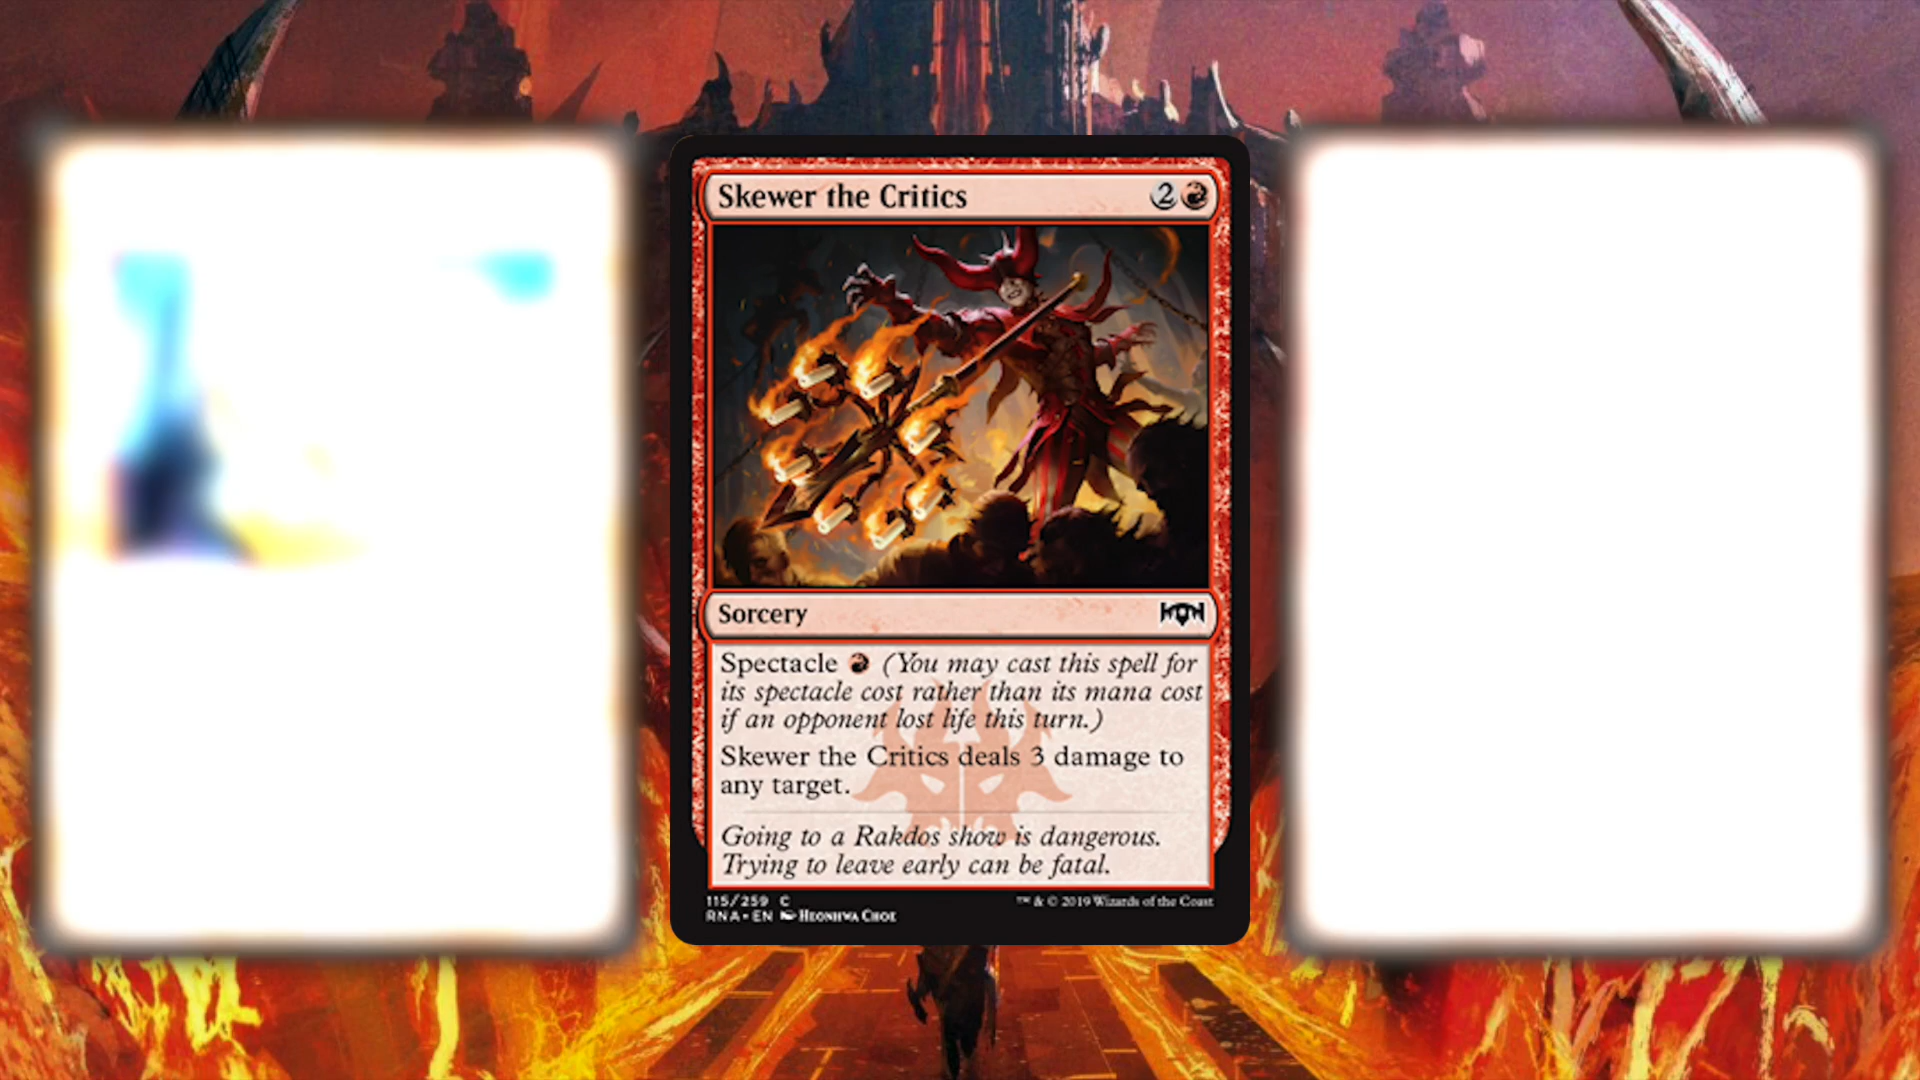 Skewer the Critics 2
Sorcery
Spectacle (You may cast this spell for
its spectacle cost rather than its mana cost
if an opponent lost life this turn.)
Skewer the Critics deals 3 damage to
any target.
Going to a Rakdos show is dangerous.
Trying to leave early can be fatal.
115/259 C
RNA • EN Heonhwa Choe
™ & © 2019 Wizards of the Coast